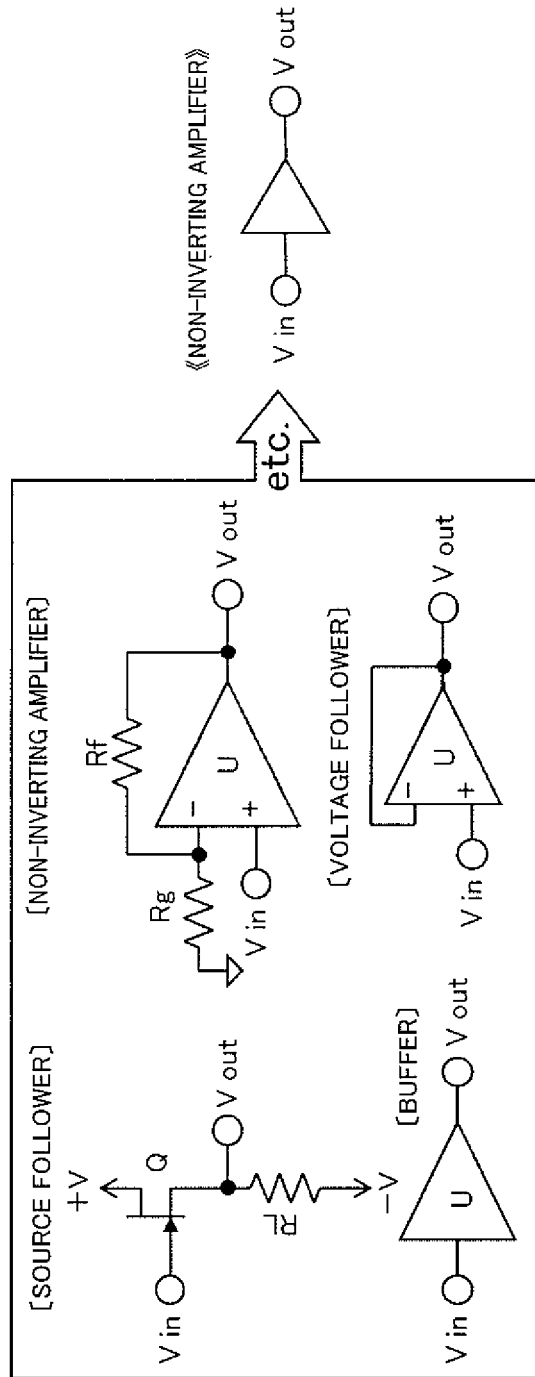 [SOURCE FOLLOWER]
+V
Q
V in
V out
RL
−V
[NON-INVERTING AMPLIFIER]
Rf
Rg
−
U
+
V in
V out
[BUFFER]
V in
U
V out
[VOLTAGE FOLLOWER]
−
U
+
V in
V out
etc.
《NON-INVERTING AMPLIFIER》
V in
V out